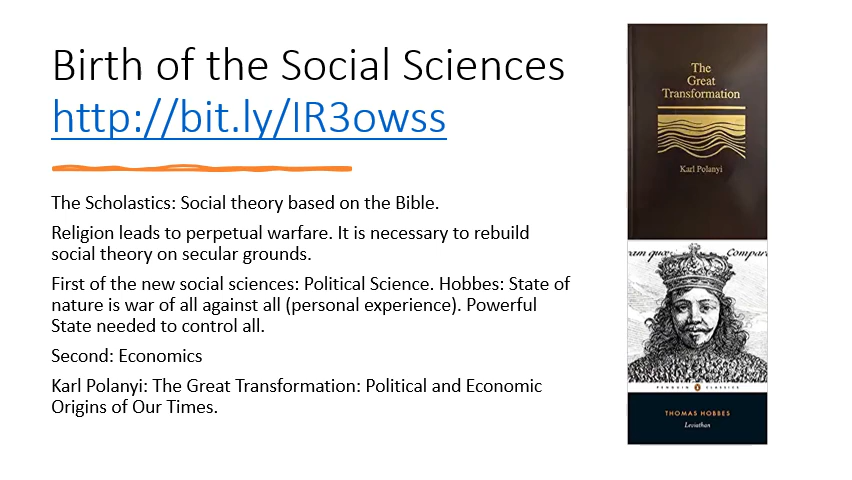 Birth of the Social Sciences
http://bit.ly/IR3owss
The Scholastics: Social theory based on the Bible.
Religion leads to perpetual warfare. It is necessary to rebuild
social theory on secular grounds.
First of the new social sciences: Political Science. Hobbes: State of
nature is war of all against all (personal experience). Powerful
State needed to control all.
Second: Economics
Karl Polanyi: The Great Transformation: Political and Economic
Origins of Our Times.
The
Great
Transformation
Karl Polanyi
PENGUIN CLASSICS
THOMAS HOBBES
Leviathan